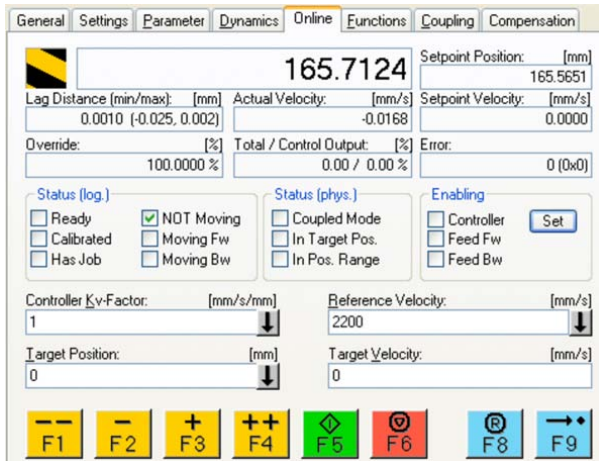 General Settings Parameter Dynamics Online Functions Coupling Compensation
165.7124
Setpoint Position: [mm]
165.5651
Lag Distance (min/max): [mm] Actual Velocity: [mm/s] Setpoint Velocity: [mm/s]
0.0010 (-0.025, 0.002) -0.0168 0.0000
Override: [%] Total / Control Output: [%] Error:
100.0000 % 0.00 / 0.00 % 0 (0x0)
Status (log.) Status (phys.) Enabling
Ready NOT Moving Coupled Mode Controller Set
Calibrated Moving Fw In Target Pos. Feed Fw
Has Job Moving Bw In Pos. Range Feed Bw
Controller Kv-Factor: [mm/s/mm] Reference Velocity: [mm/s]
1 2200
Target Position: [mm] Target Velocity: [mm/s]
0 0
-- - + ++ R
F1 F2 F3 F4 F5 F6 F8 F9